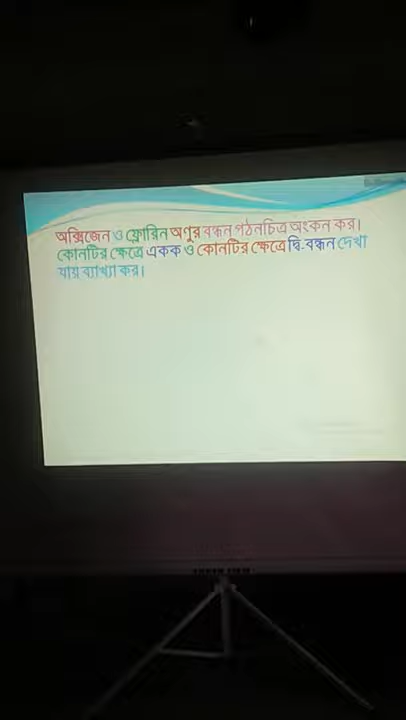 অক্সিজেন ও ফ্লোরিন অণুর বন্ধন গঠনচিত্র অংকন কর।
কোনটির ক্ষেত্রে একক ও কোনটির ক্ষেত্রে দ্বি-বন্ধন দেখা
যায় ব্যাখ্যা কর।